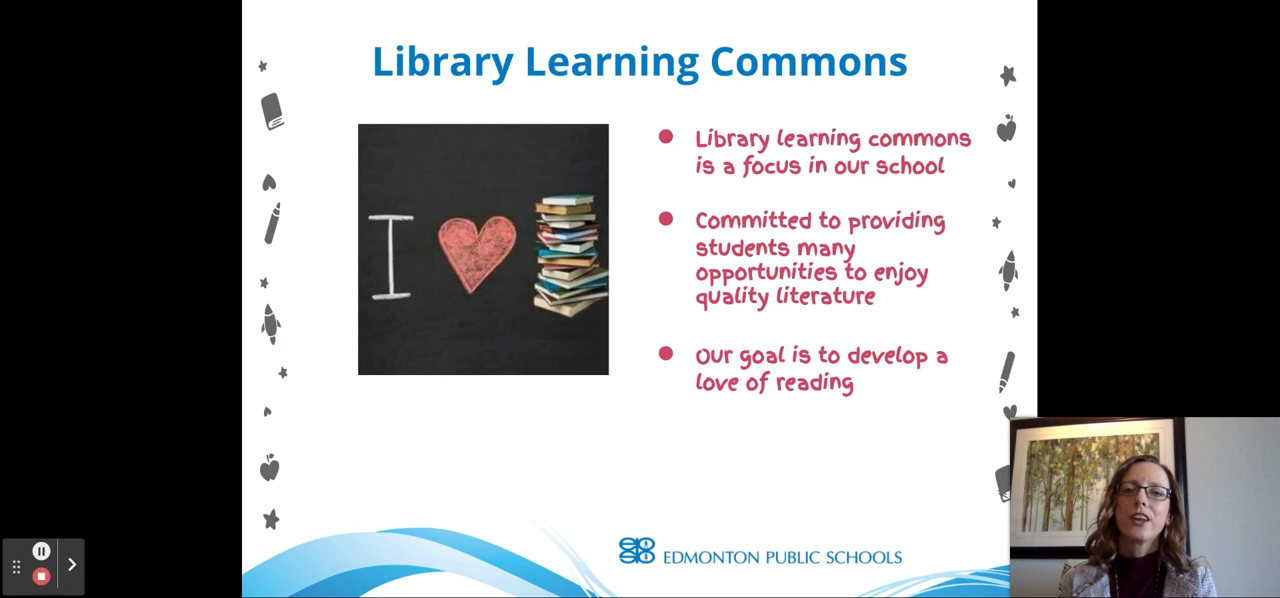 Library Learning Commons
I
Library learning commons
is a focus in our school
Committed to providing
students many
opportunities to enjoy
quality literature
Our goal is to develop a
love of reading
EDMONTON PUBLIC SCHOOLS